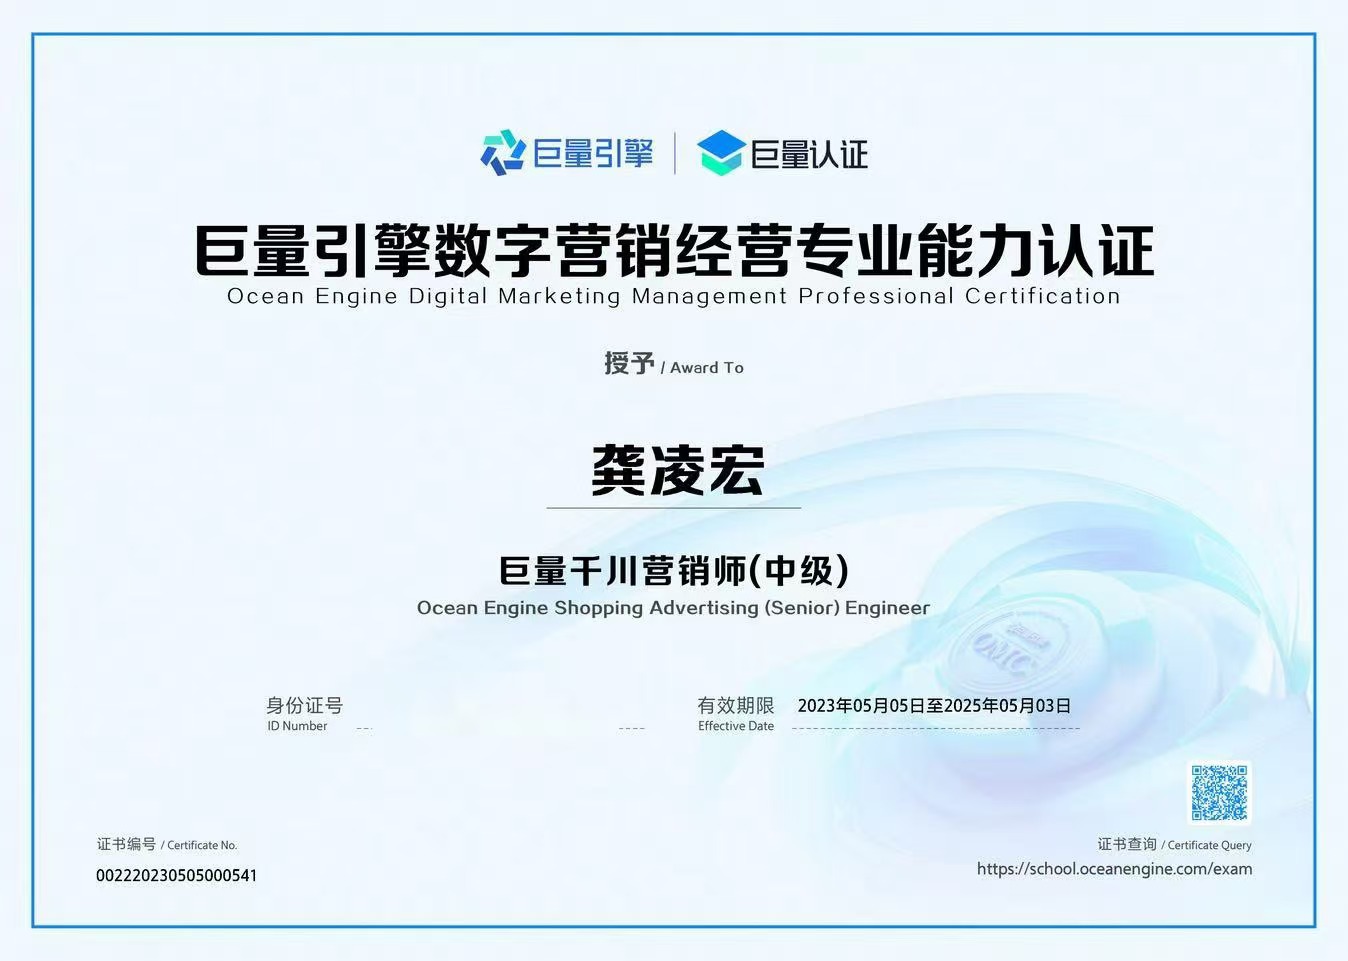 巨量引擎 巨量认证
巨量引擎数字营销经营专业能力认证
Ocean Engine Digital Marketing Management Professional Certification
授予 / Award To
龚凌宏
巨量千川营销师(中级)
Ocean Engine Shopping Advertising (Senior) Engineer
OMC
身份证号
ID Number
有效期限 2023年05月05日至2025年05月03日
Effective Date
证书编号 / Certificate No.
002220230505000541
证书查询 / Certificate Query
https://school.oceanengine.com/exam